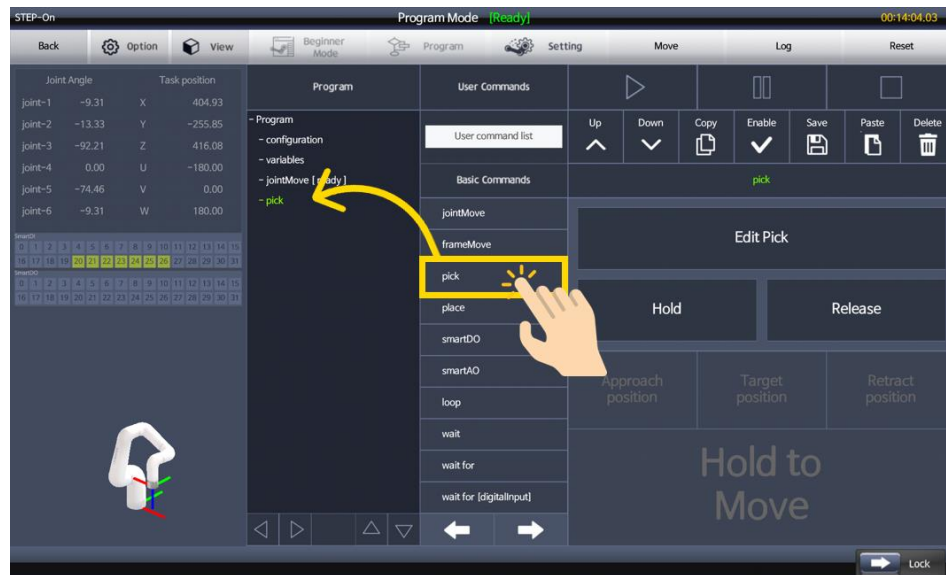 STEP-On Program Mode [Ready] 00:14:04.03
Back Option View Beginner Mode Program Setting Move Log Reset
Joint Angle Task position
joint-1 -9.31 X 404.93
joint-2 -13.33 Y -255.85
joint-3 -92.21 Z 416.08
joint-4 0.00 U -180.00
joint-5 -74.46 V 0.00
joint-6 -9.31 W 180.00
SmartDI
0 1 2 3 4 5 6 7 8 9 10 11 12 13 14 15
16 17 18 19 20 21 22 23 24 25 26 27 28 29 30 31
SmartDO
0 1 2 3 4 5 6 7 8 9 10 11 12 13 14 15
16 17 18 19 20 21 22 23 24 25 26 27 28 29 30 31
Program
- Program
- configuration
- variables
- jointMove [ ready ]
- pick
User Commands
User command list
Basic Commands
jointMove
frameMove
pick
place
smartDO
smartAO
loop
wait
wait for
wait for [digitalInput]
Up Down Copy Enable Save Paste Delete
pick
Edit Pick
Hold Release
Approach position
Target position
Retract position
Hold to
Move
Lock